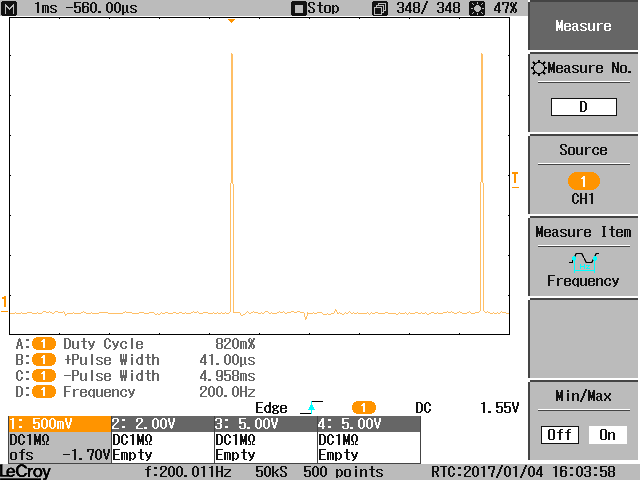 M 1ms -560.00µs Stop 348/ 348 47%
Measure
Measure No.
D
Source
1
CH1
T
Measure Item
Frequency
1
A: 1 Duty Cycle 820m%
B: 1 +Pulse Width 41.00µs
C: 1 -Pulse Width 4.958ms
D: 1 Frequency 200.0Hz
Min/Max
Off On
Edge 1 DC 1.55V
1: 500mV 2: 2.00V 3: 5.00V 4: 5.00V
DC1MΩ DC1MΩ DC1MΩ DC1MΩ
ofs -1.70V Empty Empty Empty
LeCroy f:200.011Hz 50kS 500 points RTC:2017/01/04 16:03:58